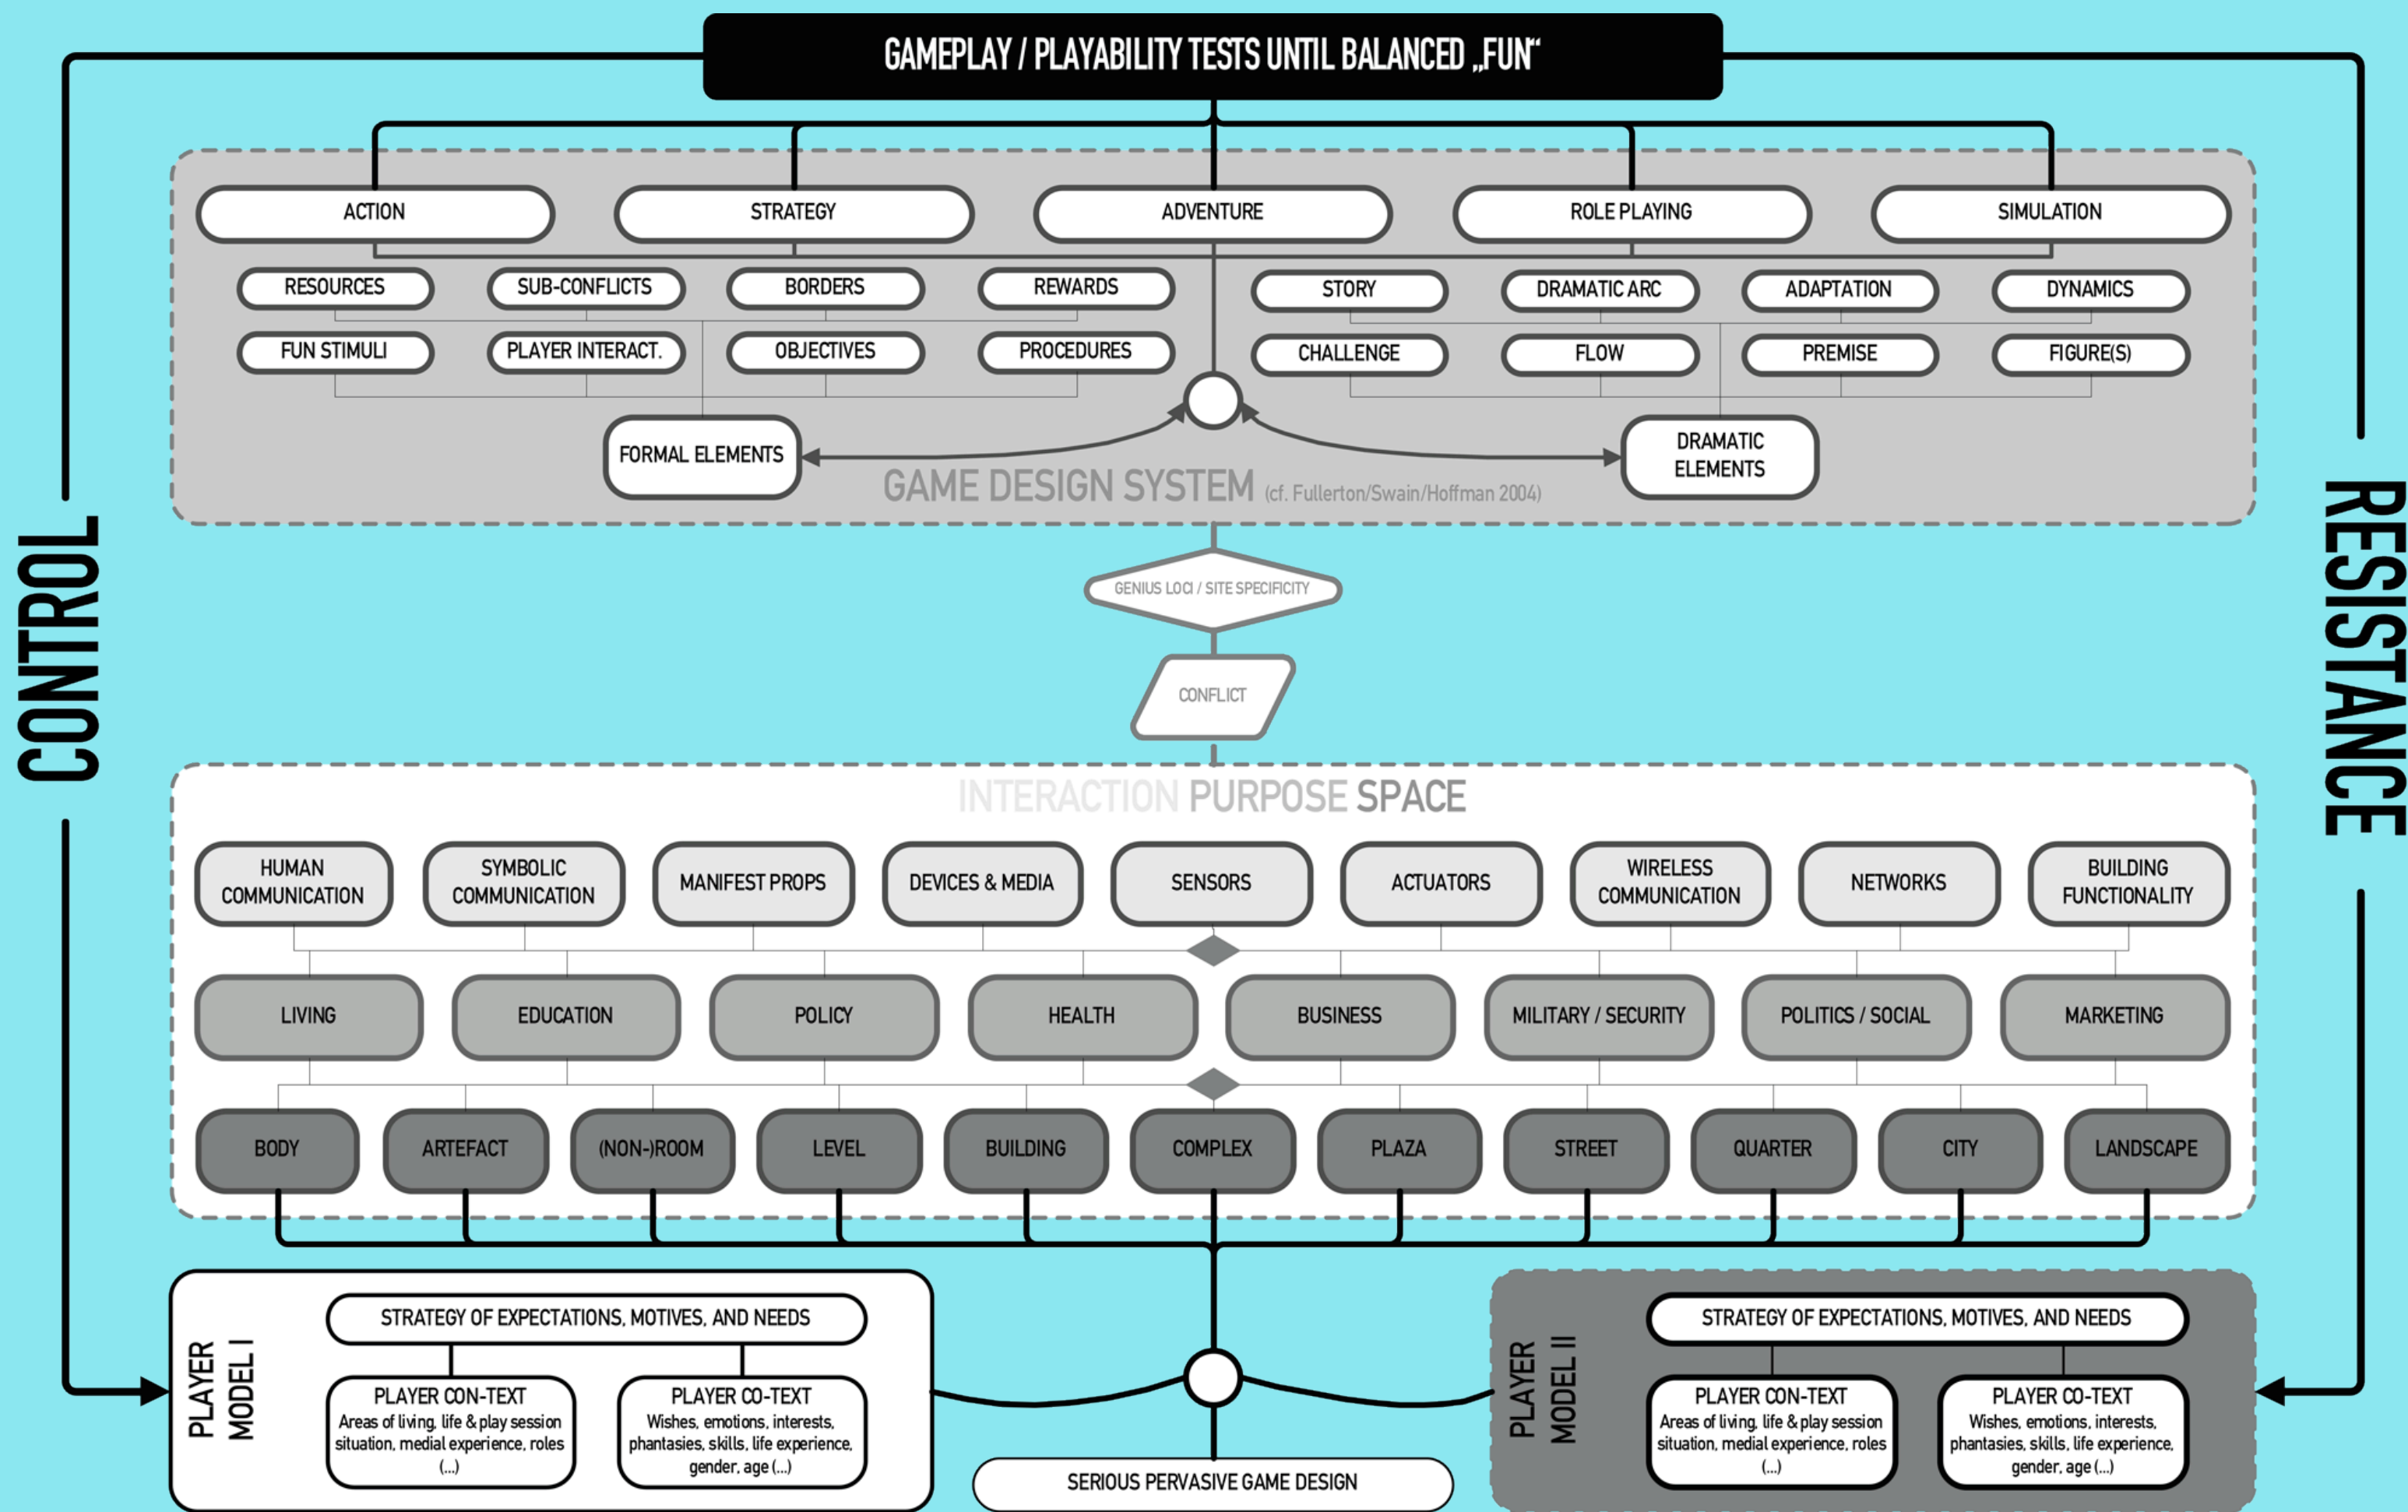 GAMEPLAY / PLAYABILITY TESTS UNTIL BALANCED „FUN“
CONTROL
RESISTANCE
ACTION
STRATEGY
ADVENTURE
ROLE PLAYING
SIMULATION
RESOURCES
SUB-CONFLICTS
BORDERS
REWARDS
FUN STIMULI
PLAYER INTERACT.
OBJECTIVES
PROCEDURES
FORMAL ELEMENTS
STORY
DRAMATIC ARC
ADAPTATION
DYNAMICS
CHALLENGE
FLOW
PREMISE
FIGURE(S)
DRAMATIC
ELEMENTS
GAME DESIGN SYSTEM (cf. Fullerton/Swain/Hoffman 2004)
GENIUS LOCI / SITE SPECIFICITY
CONFLICT
INTERACTION PURPOSE SPACE
HUMAN
COMMUNICATION
SYMBOLIC
COMMUNICATION
MANIFEST PROPS
DEVICES & MEDIA
SENSORS
ACTUATORS
WIRELESS
COMMUNICATION
NETWORKS
BUILDING
FUNCTIONALITY
LIVING
EDUCATION
POLICY
HEALTH
BUSINESS
MILITARY / SECURITY
POLITICS / SOCIAL
MARKETING
BODY
ARTEFACT
(NON-)ROOM
LEVEL
BUILDING
COMPLEX
PLAZA
STREET
QUARTER
CITY
LANDSCAPE
PLAYER
MODEL I
STRATEGY OF EXPECTATIONS, MOTIVES, AND NEEDS
PLAYER CON-TEXT
Areas of living, life & play session
situation, medial experience, roles
(...)
PLAYER CO-TEXT
Wishes, emotions, interests,
phantasies, skills, life experience,
gender, age (...)
SERIOUS PERVASIVE GAME DESIGN
PLAYER
MODEL II
STRATEGY OF EXPECTATIONS, MOTIVES, AND NEEDS
PLAYER CON-TEXT
Areas of living, life & play session
situation, medial experience, roles
(...)
PLAYER CO-TEXT
Wishes, emotions, interests,
phantasies, skills, life experience,
gender, age (...)